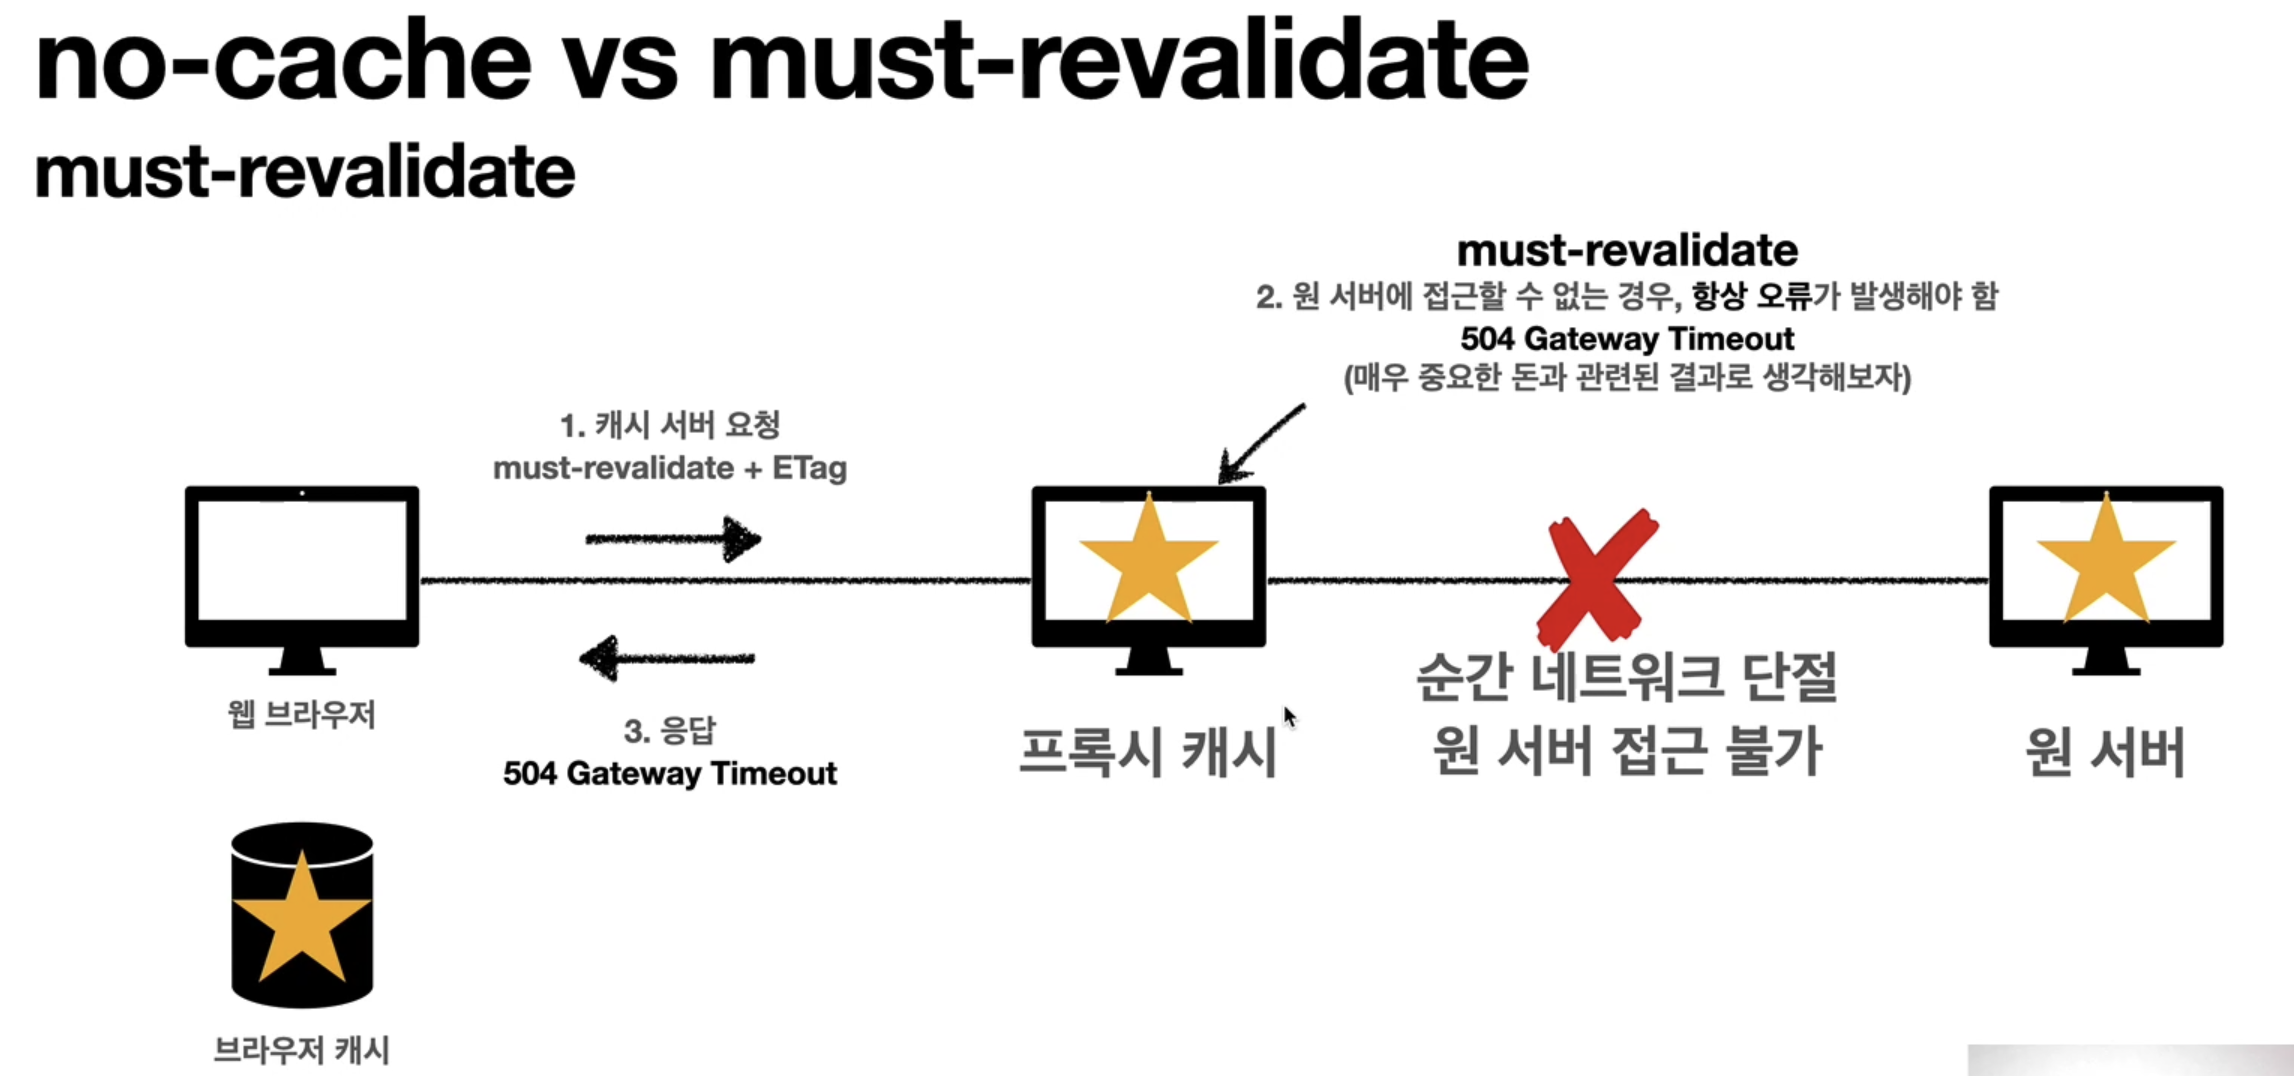 no-cache vs must-revalidate
must-revalidate
must-revalidate
2. 원 서버에 접근할 수 없는 경우, 항상 오류가 발생해야 함
504 Gateway Timeout
(매우 중요한 돈과 관련된 결과로 생각해보자)
1. 캐시 서버 요청
must-revalidate + ETag
웹 브라우저
3. 응답
504 Gateway Timeout
프록시 캐시
순간 네트워크 단절
원 서버 접근 불가
원 서버
브라우저 캐시